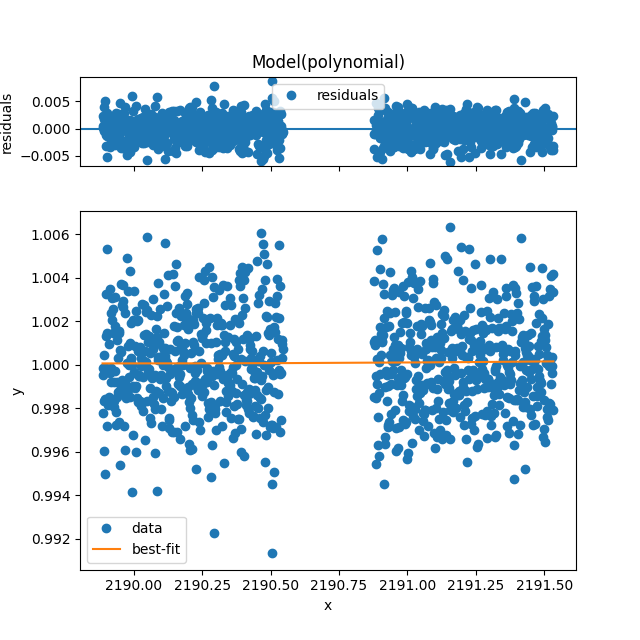 Model(polynomial)
residuals
0.005
0.000
−0.005
residuals
1.006
1.004
1.002
1.000
0.998
0.996
0.994
0.992
y
data
best-fit
2190.00 2190.25 2190.50 2190.75 2191.00 2191.25 2191.50
x